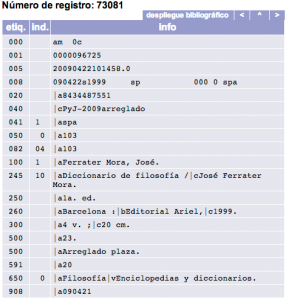 Número de registro: 73081
despliegue bibliográfico < ^ >
etiq. ind. info
000 am 0c
001 0000096725
005 20090422101458.0
008 090422s1999 sp 000 0 spa
020 |a8434487551
040 |cPyJ-2009arreglado
041 1 |aspa
050 0 |a103
082 04 |a103
100 1 |aFerrater Mora, José.
245 10 |aDiccionario de filosofía /|cJosé Ferrater
Mora.
250 |a1a. ed.
260 |aBarcelona :|bEditorial Ariel,|c1999.
300 |a4 v. ;|c20 cm.
500 |a23.
500 |aArreglado plaza.
591 |a20
650 0 |aFilosofía|vEnciclopedias y diccionarios.
908 |a090421